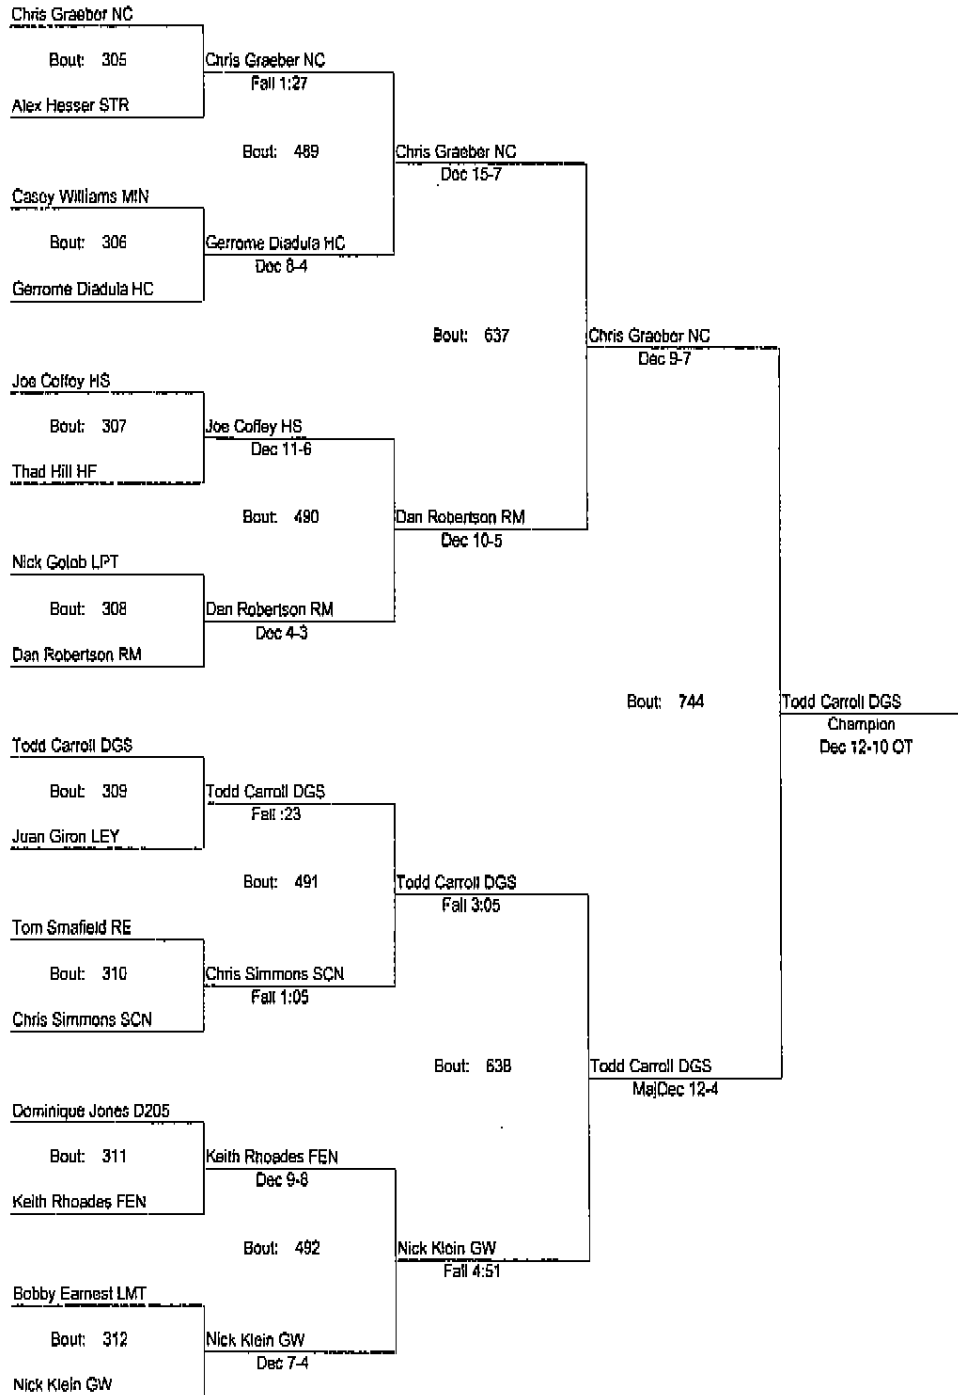 Chris Graeber NC
Bout: 305
Chris Graeber NC
Fall 1:27
Alex Hesser STR
Bout: 489
Chris Graeber NC
Dec 15-7
Casey Williams MIN
Bout: 306
Gerrome Diadula HC
Dec 8-4
Gerrome Diadula HC
Bout: 637
Chris Graeber NC
Dec 9-7
Joe Coffey HS
Bout: 307
Joe Coffey HS
Dec 11-6
Thad Hill HF
Bout: 490
Dan Robertson RM
Dec 10-5
Nick Golob LPT
Bout: 308
Dan Robertson RM
Dec 4-3
Dan Robertson RM
Bout: 744
Todd Carroll DGS
Champion
Dec 12-10 OT
Todd Carroll DGS
Bout: 309
Todd Carroll DGS
Fall :23
Juan Giron LEY
Bout: 491
Todd Carroll DGS
Fall 3:05
Tom Smafield RE
Bout: 310
Chris Simmons SCN
Fall 1:05
Chris Simmons SCN
Bout: 638
Todd Carroll DGS
MajDec 12-4
Dominique Jones D205
Bout: 311
Keith Rhoades FEN
Dec 9-8
Keith Rhoades FEN
Bout: 492
Nick Klein GW
Fall 4:51
Bobby Earnest LMT
Bout: 312
Nick Klein GW
Dec 7-4
Nick Klein GW